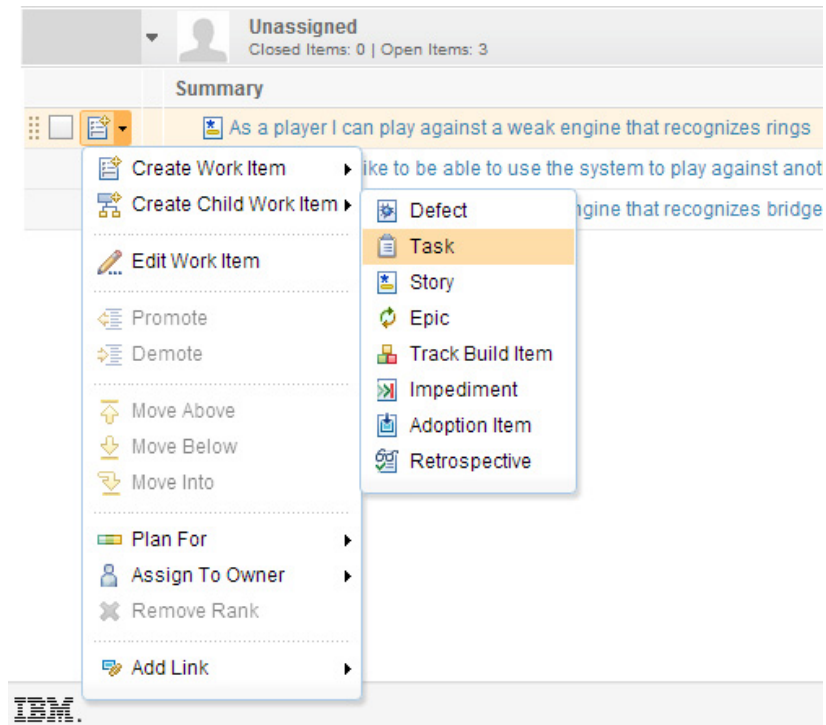 Unassigned
Closed Items: 0 | Open Items: 3
Summary
As a player I can play against a weak engine that recognizes rings
Create Work Item
ike to be able to use the system to play against anot
Create Child Work Item
ngine that recognizes bridge
Defect
Task
Edit Work Item
Story
Promote
Epic
Demote
Track Build Item
Impediment
Move Above
Adoption Item
Move Below
Retrospective
Move Into
Plan For
Assign To Owner
Remove Rank
Add Link
IBM.